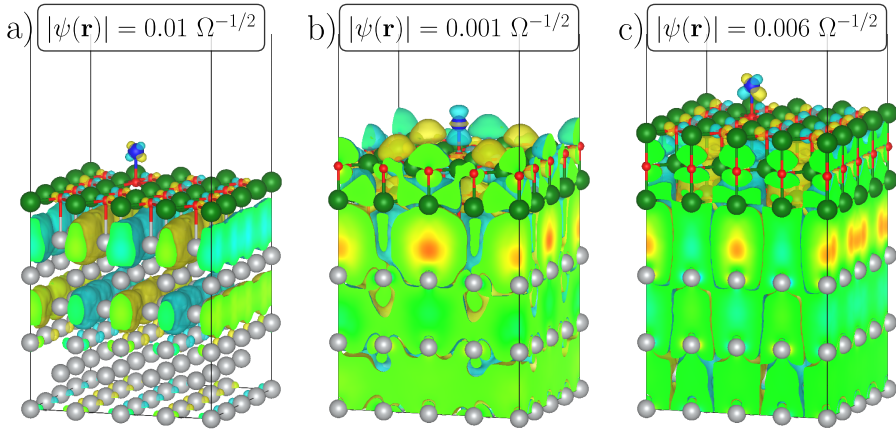 a) |ψ(𝐫)| = 0.01 Ω⁻¹/²
b) |ψ(𝐫)| = 0.001 Ω⁻¹/²
c) |ψ(𝐫)| = 0.006 Ω⁻¹/²